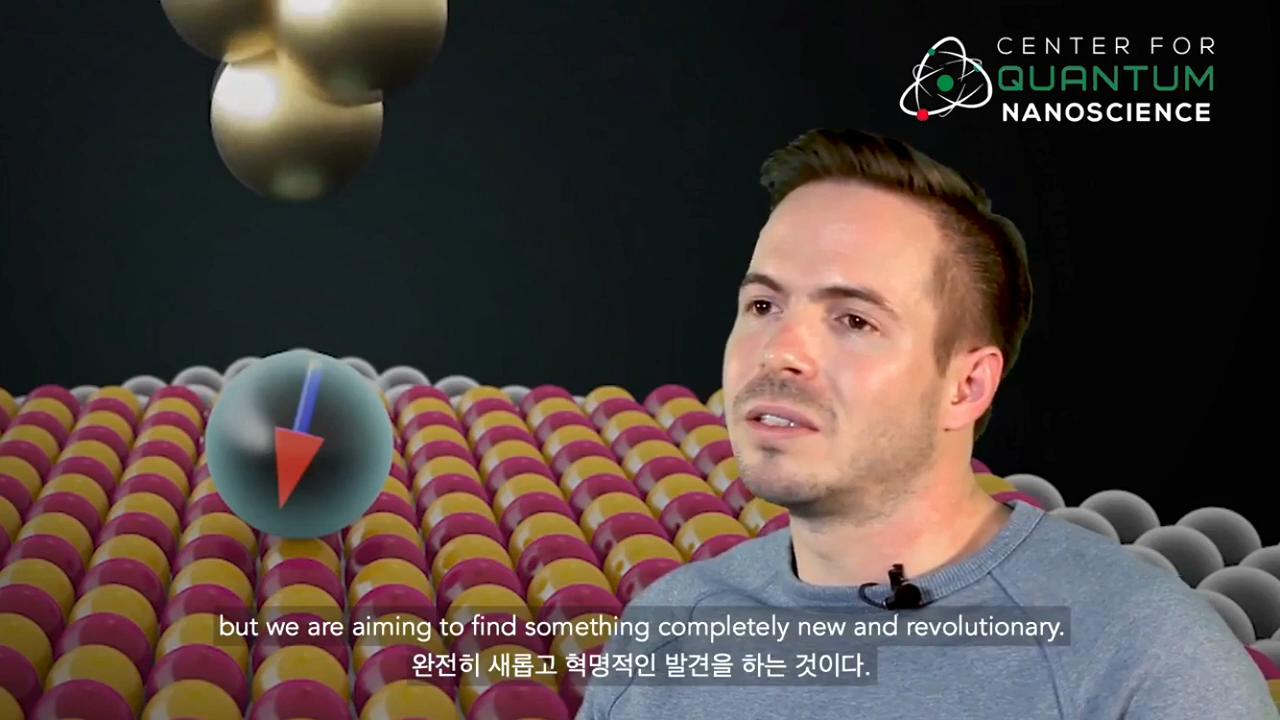 CENTER FOR
QUANTUM
NANOSCIENCE
but we are aiming to find something completely new and revolutionary.
완전히 새롭고 혁명적인 발견을 하는 것이다.